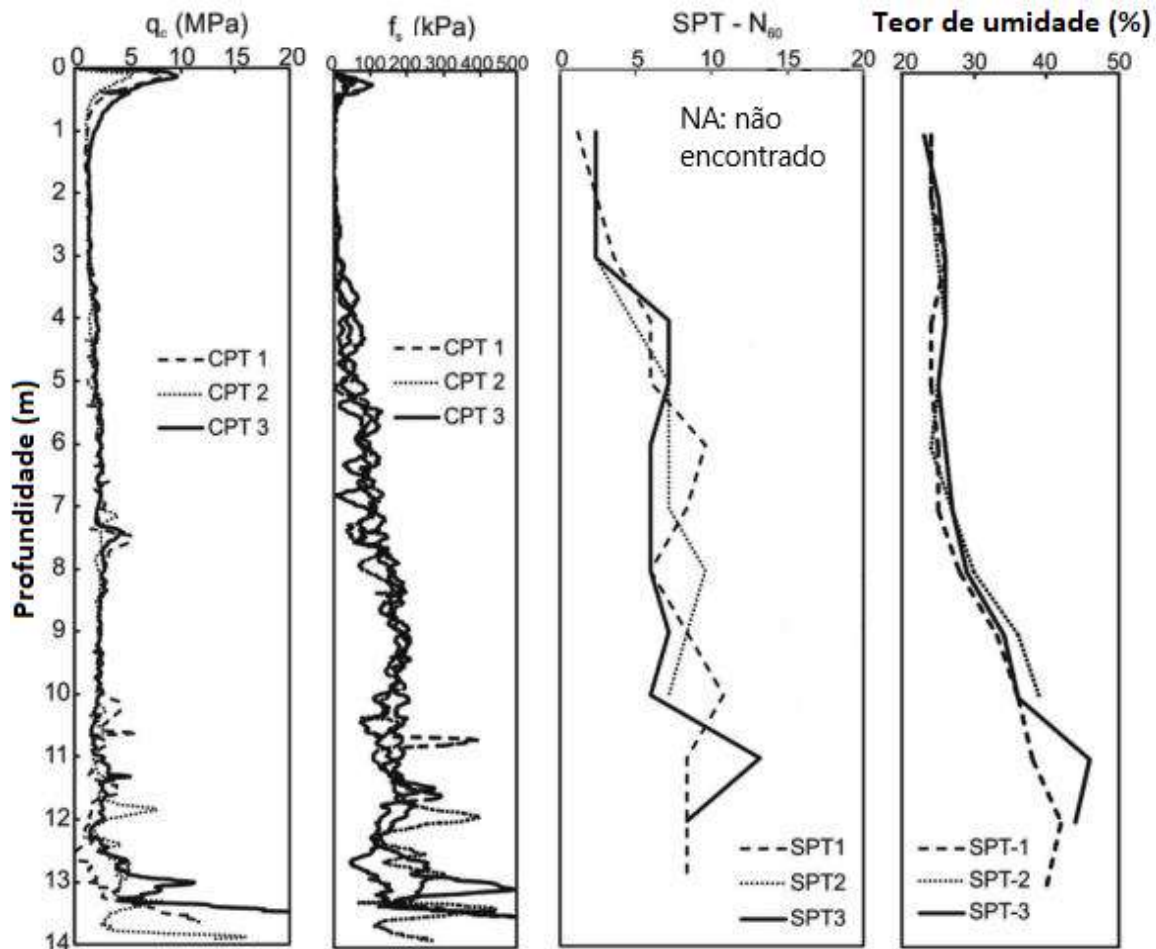 q_c (MPa)
0 5 10 20
f_s (kPa)
0 100 200 300 400 500
SPT - N₆₀
0 5 10 20
Teor de umidade (%)
20 30 40 50
Profundidade (m)
0
1
2
3
4
5
6
7
8
9
10
11
12
13
14
CPT 1
CPT 2
CPT 3
CPT 1
CPT 2
CPT 3
NA: não
encontrado
SPT1
SPT2
SPT3
SPT-1
SPT-2
SPT-3